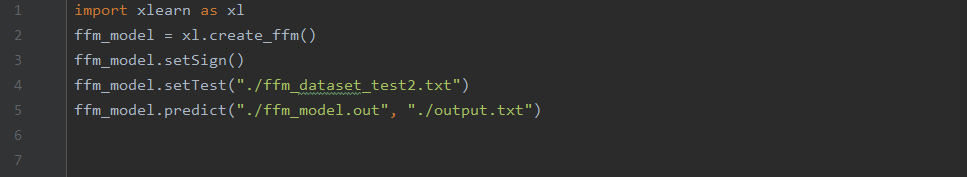 1 import xlearn as xl
2 ffm_model = xl.create_ffm()
3 ffm_model.setSign()
4 ffm_model.setTest("./ffm_dataset_test2.txt")
5 ffm_model.predict("./ffm_model.out", "./output.txt")
6
7